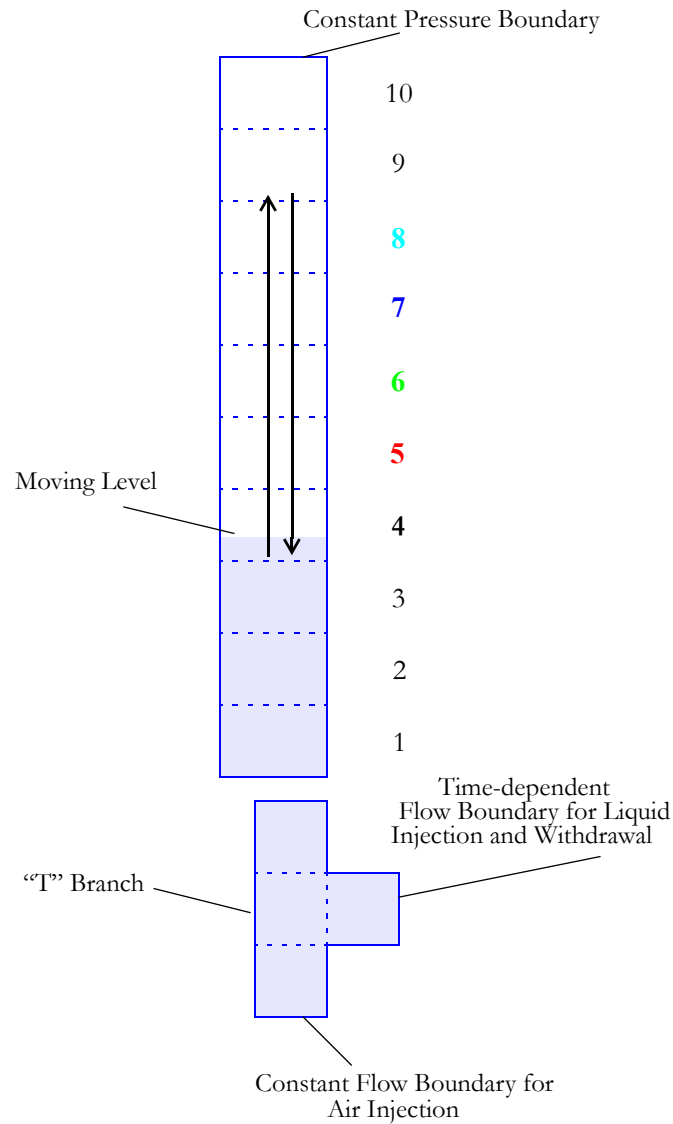 Constant Pressure Boundary
10
9
8
7
6
5
Moving Level
4
3
2
1
Time-dependent
Flow Boundary for Liquid
Injection and Withdrawal
“T” Branch
Constant Flow Boundary for
Air Injection